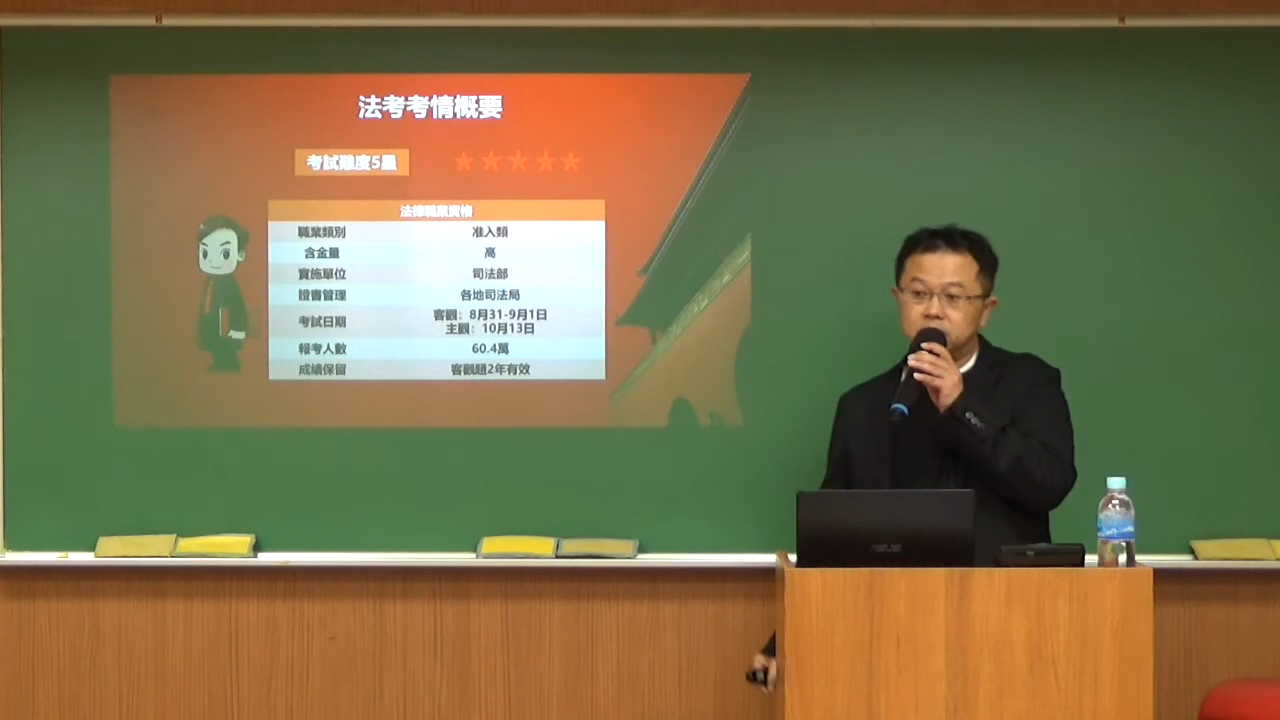 法考考情概要
考試難度5星
法律職業資格
職業類別 准入類
含金量 高
實施單位 司法部
證書管理 各地司法局
考試日期 客觀：8月31-9月1日
主觀：10月13日
報考人數 60.4萬
成績保留 客觀題2年有效